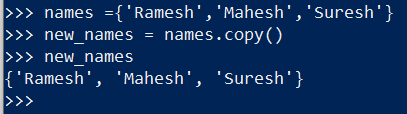 >>> names ={'Ramesh','Mahesh','Suresh'}
>>> new_names = names.copy()
>>> new_names
{'Ramesh', 'Mahesh', 'Suresh'}
>>>